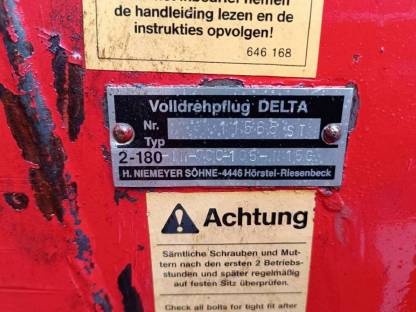 de handleiding lezen en de
instrukties opvolgen!
646 168
Volldrehpflug DELTA
Nr.
Typ
2-180-
H. NIEMEYER SÖHNE-4446 Hörstel-Riesenbeck
Achtung
Sämtliche Schrauben und Mut-
tern nach den ersten 2 Betriebs-
stunden und später regelmäßig
auf festen Sitz überprüfen.
Check all bolts for tight fit after